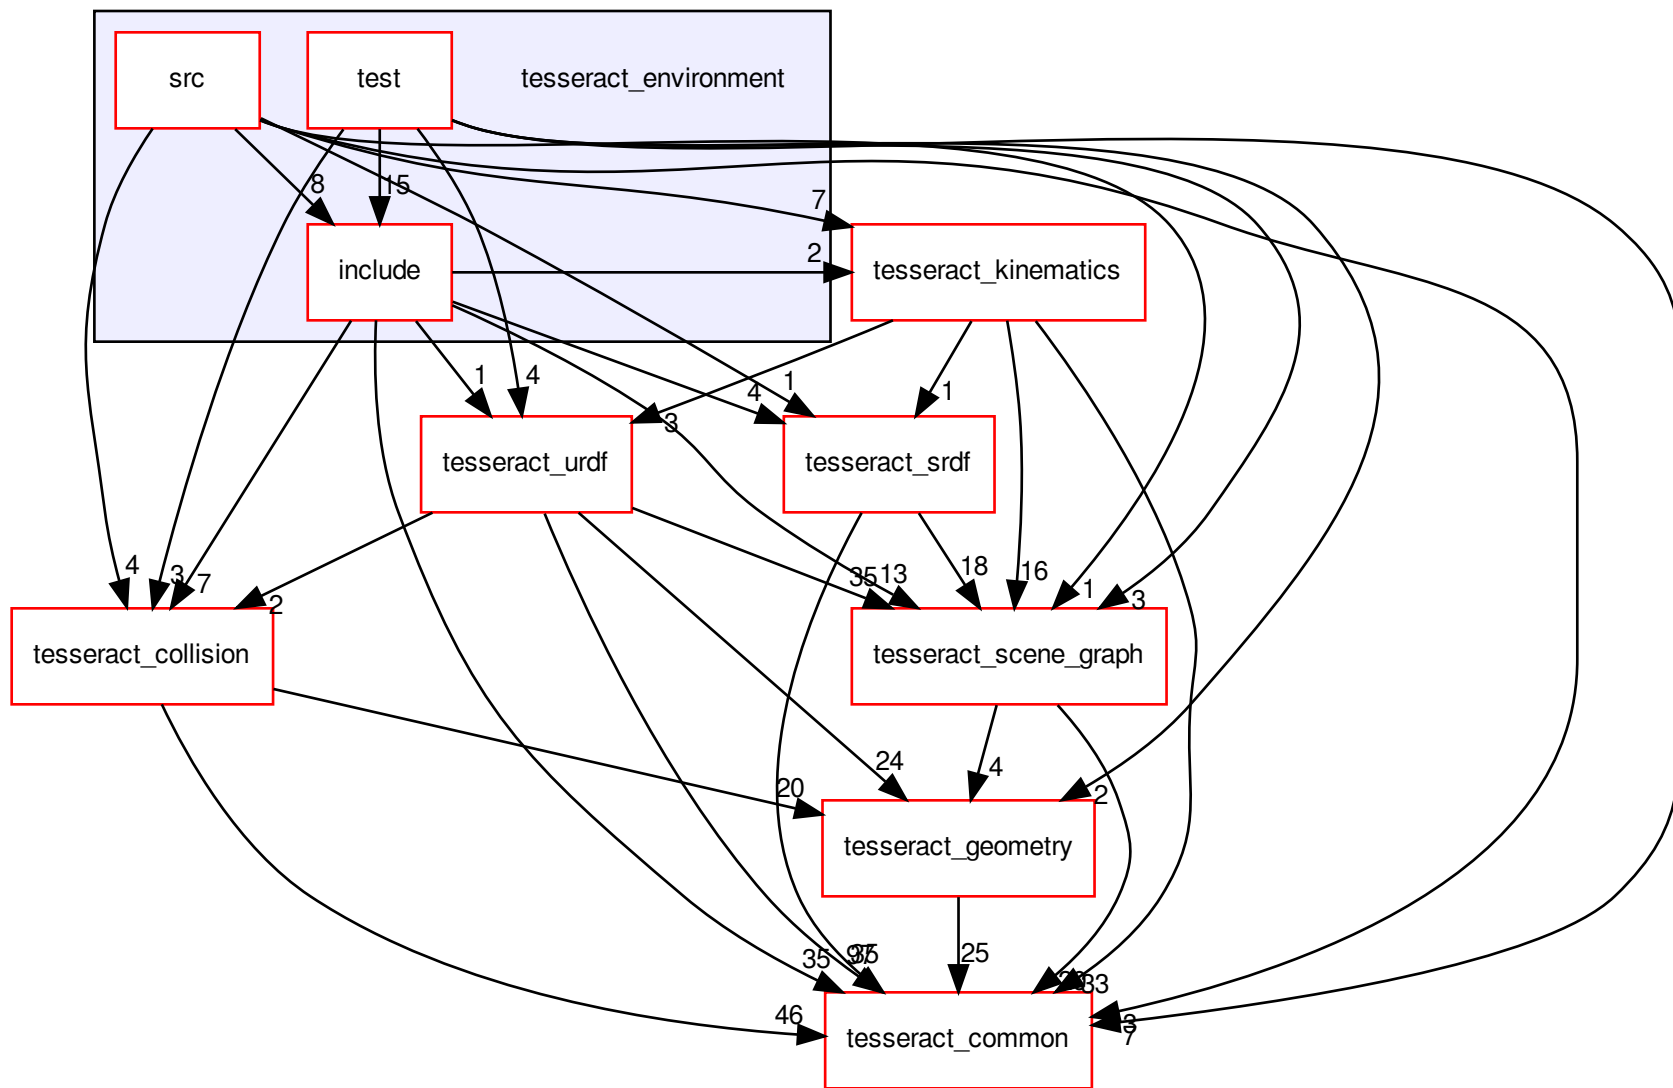 src
test
tesseract_environment
8
15
7
include
2
tesseract_kinematics
1
4
3
4
1
1
tesseract_urdf
tesseract_srdf
4
3
7
2
35
13
18
16
1
3
tesseract_collision
tesseract_scene_graph
20
24
4
2
tesseract_geometry
46
35
25
33
3
7
tesseract_common